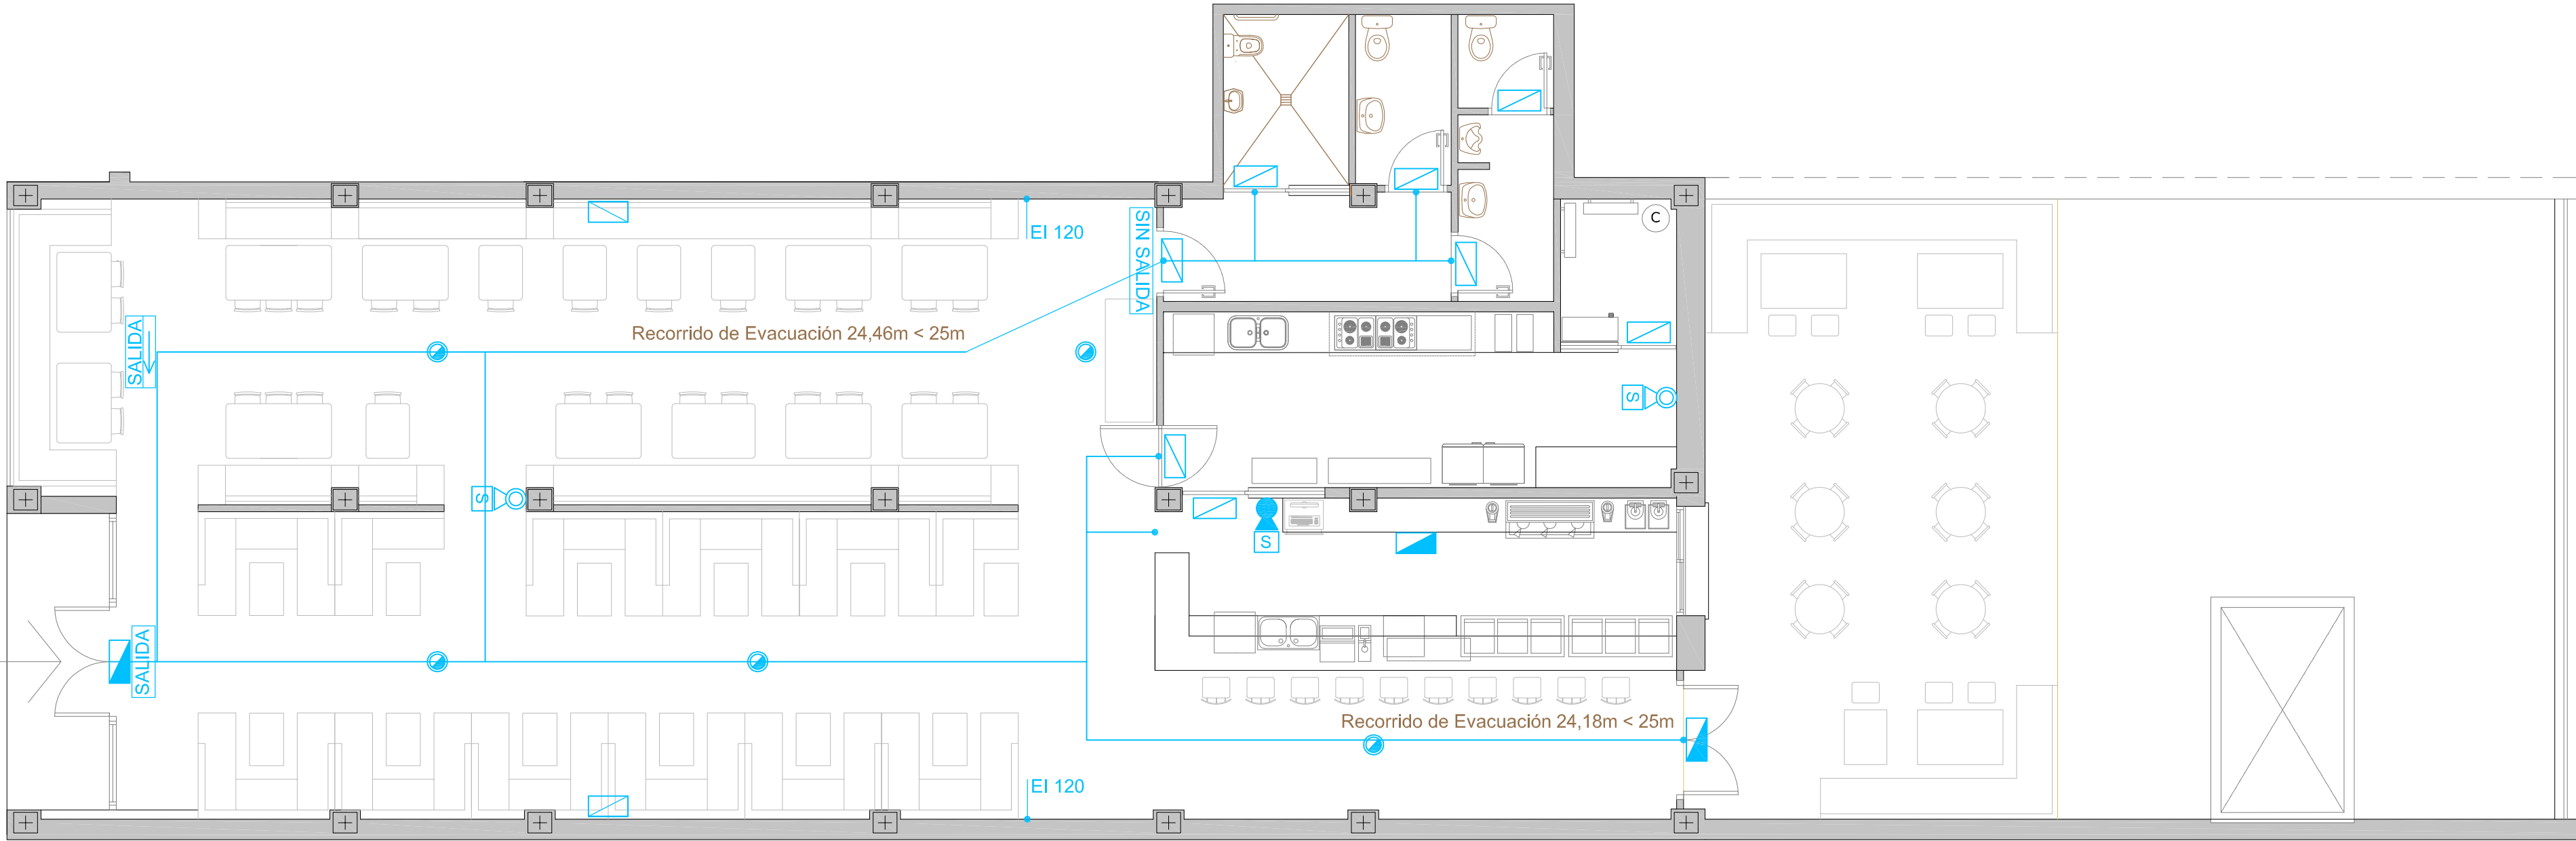 C
EI 120
SIN SALIDA
Recorrido de Evacuación 24,46m < 25m
SALIDA
S
S
S
SALIDA
Recorrido de Evacuación 24,18m < 25m
EI 120